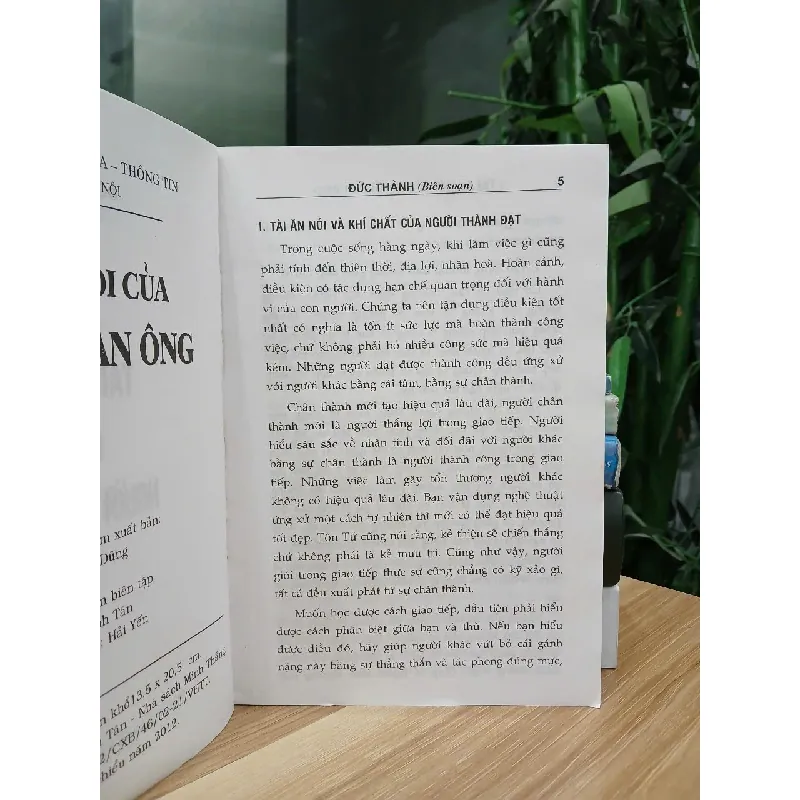 A – THÔNG TIN
NỘI
ÓI CỦA
ÀN ÔNG
m xuất bản:
Dũng
n biên tập
nh Tân
Hải Yến
n khổ 13,5 x 20,5 cm.
Tân - Nhà sách Minh Thắng
2/CXB/46/02-2 /VHTT
hiểu năm 2012.
ĐỨC THÀNH (Biên soạn) 5
1. TÀI ĂN NÓI VÀ KHÍ CHẤT CỦA NGƯỜI THÀNH ĐẠT
Trong cuộc sống hằng ngày, khi làm việc gì cũng
phải tính đến thiên thời, địa lợi, nhân hoà. Hoàn cảnh,
điều kiện có tác dụng hạn chế quan trọng đối với hành
vi của con người. Chúng ta nên tận dụng điều kiện tốt
nhất có nghĩa là tốn ít sức lực mà hoàn thành công
việc, chứ không phải bỏ nhiều công sức mà hiệu quả
kém. Những người đạt được thành công đều ứng xử
với người khác bằng cái tâm, bằng sự chân thành.
Chân thành mới tạo hiệu quả lâu dài, người chân
thành mới là người thắng lợi trong giao tiếp. Người
hiểu sâu sắc về nhân tình và đối đãi với người khác
bằng sự chân thành là người thành công trong giao
tiếp. Những việc làm gây tổn thương người khác
không có hiệu quả lâu dài. Bạn vận dụng nghệ thuật
ứng xử một cách tự nhiên thì mới có thể đạt hiệu quả
tốt đẹp. Tôn Tử cũng nói rằng, kẻ thiện sẽ chiến thắng
chứ không phải là kẻ mưu trí. Cũng như vậy, người
giỏi trong giao tiếp thực sự cũng chẳng có kỹ xảo gì,
tất cả đều xuất phát từ sự chân thành.
Muốn học được cách giao tiếp, đầu tiên phải hiểu
được cách phân biệt giữa bạn và thù. Nếu bạn hiểu
được điều đó, hãy giúp người khác vứt bỏ cái gánh
nặng này bằng sự thẳng thắn và tác phong đúng mực,